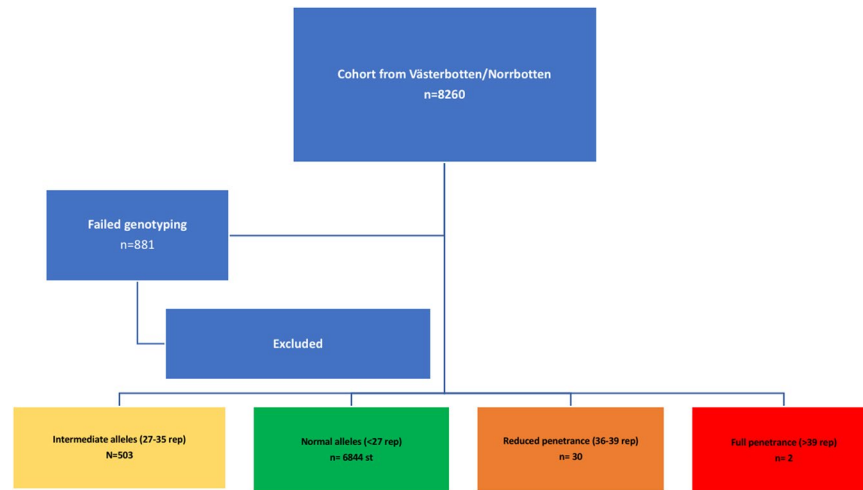 Cohort from Västerbotten/Norrbotten
n=8260
Failed genotyping
n=881
Excluded
Intermediate alleles (27-35 rep)
N=503
Normal alleles (<27 rep)
n= 6844 st
Reduced penetrance (36-39 rep)
n= 30
Full penetrance (>39 rep)
n= 2